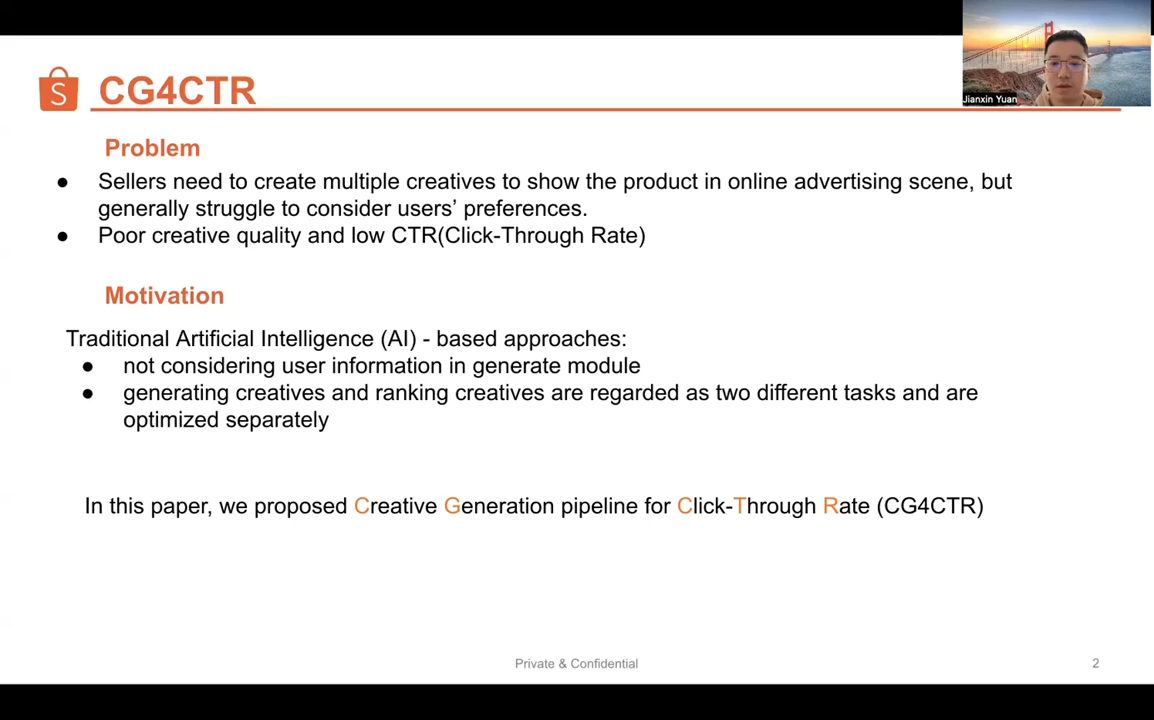 S
CG4CTR
Jianxin Yuan
Problem
● Sellers need to create multiple creatives to show the product in online advertising scene, but
generally struggle to consider users’ preferences.
● Poor creative quality and low CTR(Click-Through Rate)
Motivation
Traditional Artificial Intelligence (AI) - based approaches:
● not considering user information in generate module
● generating creatives and ranking creatives are regarded as two different tasks and are
optimized separately
In this paper, we proposed Creative Generation pipeline for Click-Through Rate (CG4CTR)
Private & Confidential
2